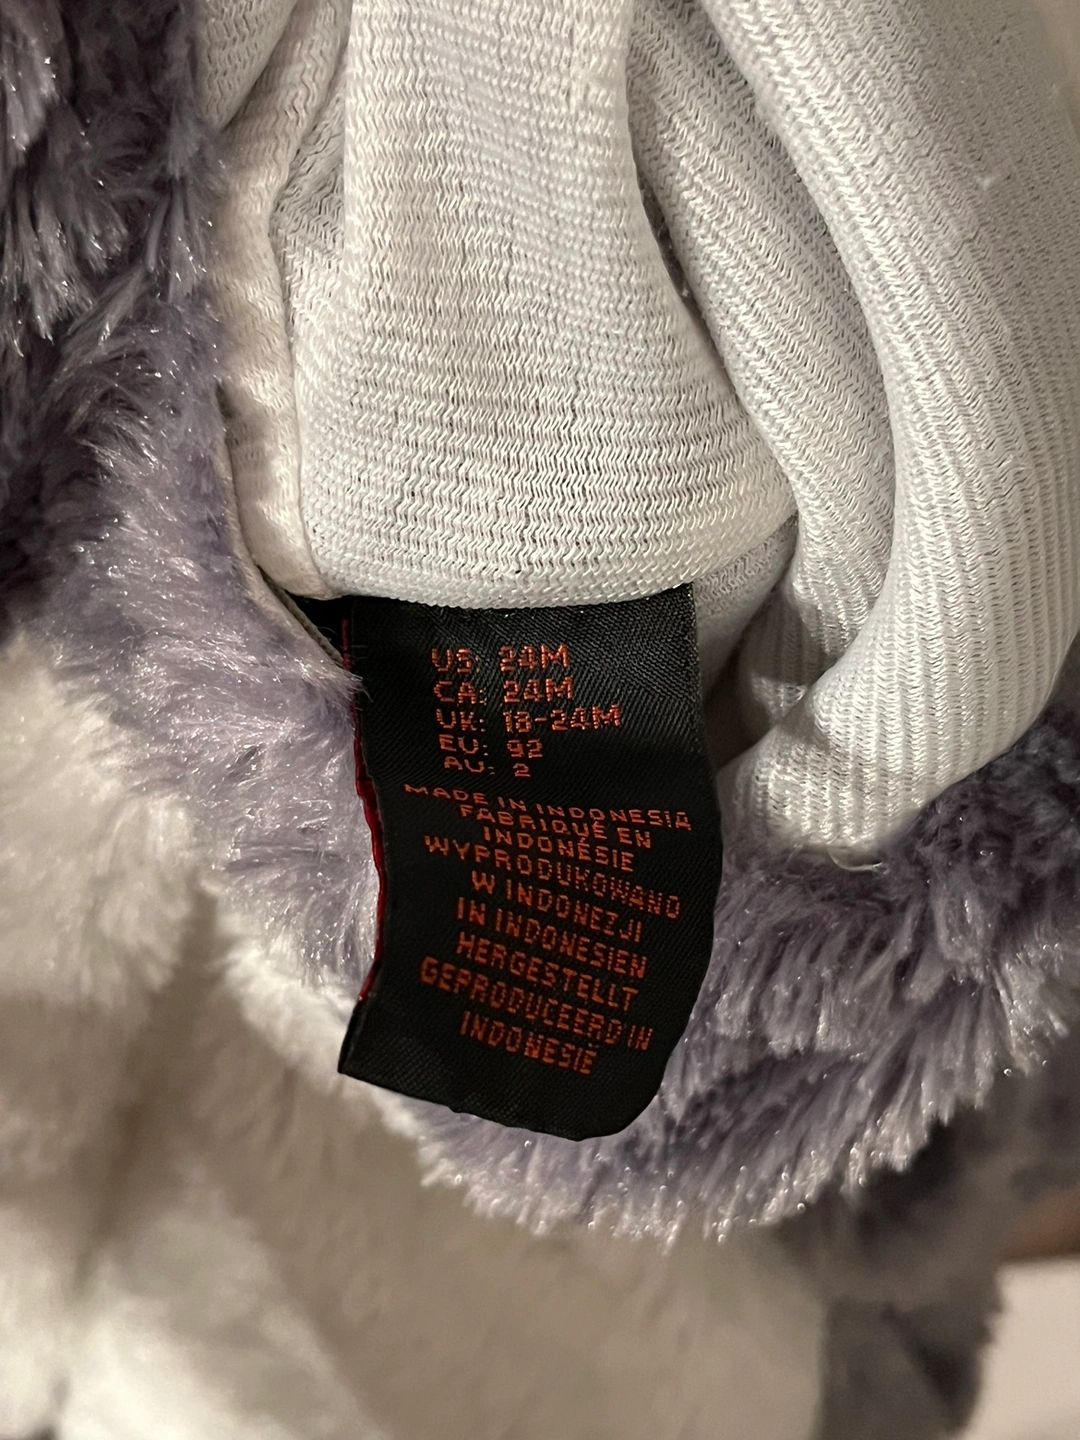 US: 24M
CA: 24M
UK: 18-24M
EU: 92
AU: 2
MADE IN INDONESIA
FABRIQUÉ EN
INDONÉSIE
WYPRODUKOWANO
W INDONEZJI
IN INDONESIEN
HERGESTELLT
GEPRODUCEERD IN
INDONESIË